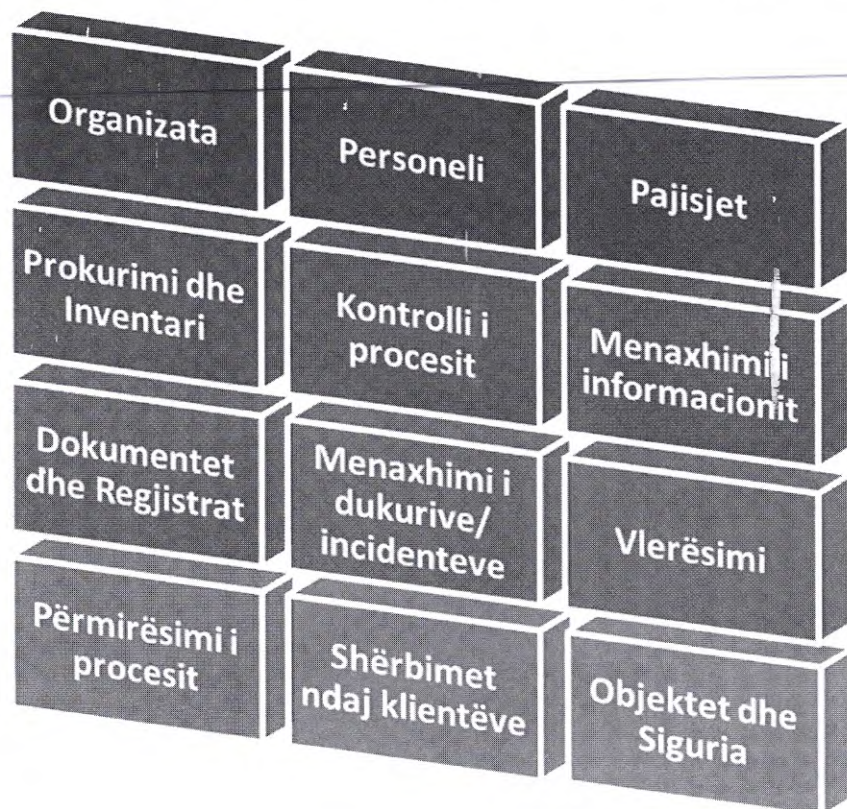 Organizata
Personeli
Pajisjet
Prokurimi dhe
Inventari
Kontrolli i
procesit
Menaxhimi i
informacionit
Dokumentet
dhe Regjistrat
Menaxhimi i
dukurive/
incidenteve
Vlerësimi
Përmirësimi i
procesit
Shërbimet
ndaj klientëve
Objektet dhe
Siguria